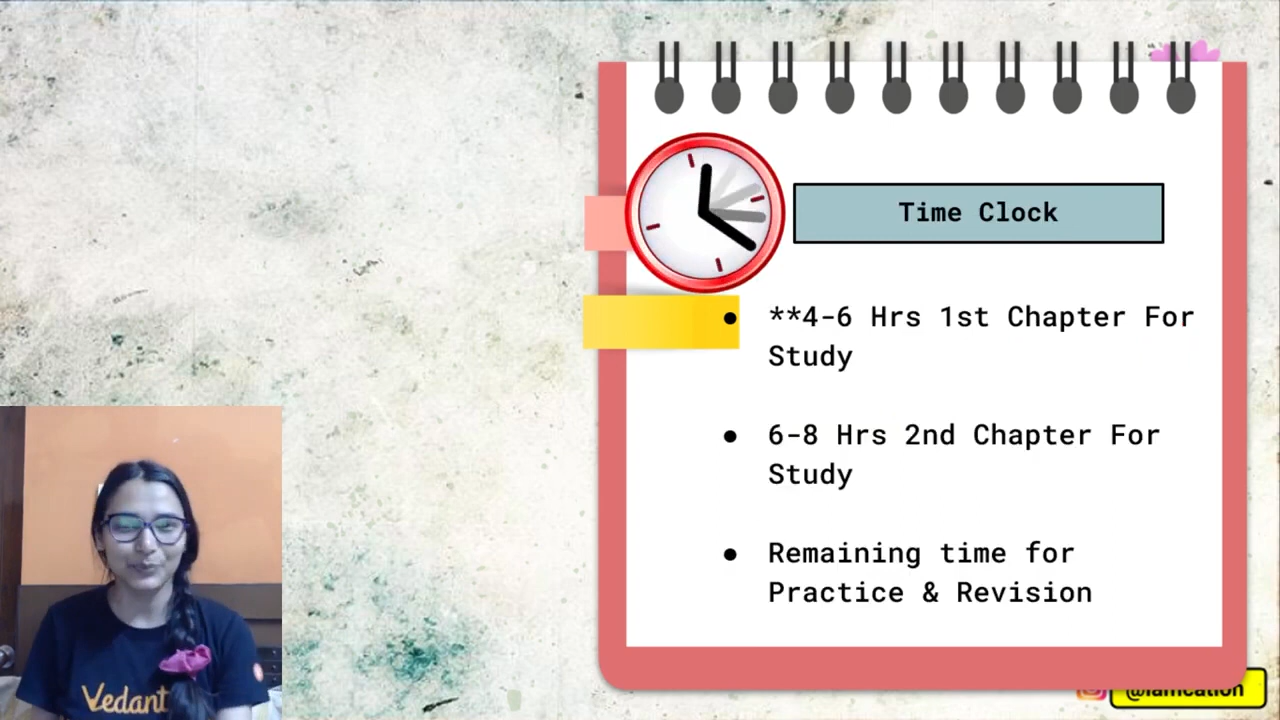 Time Clock
● **4-6 Hrs 1st Chapter For
Study
● 6-8 Hrs 2nd Chapter For
Study
● Remaining time for
Practice & Revision
Vedant